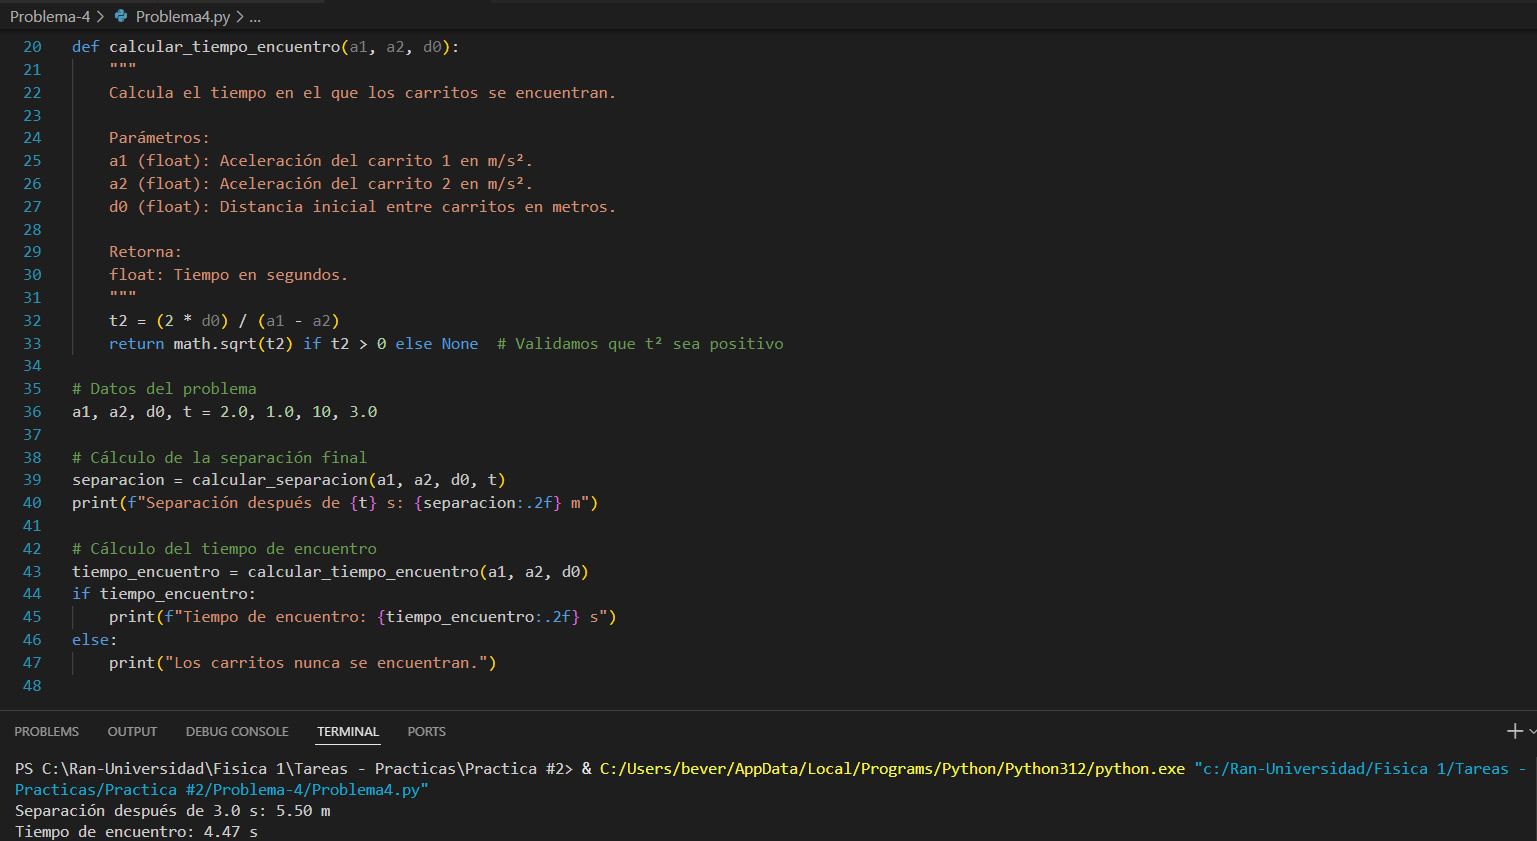 Problema-4 > Problema4.py > ...
20 def calcular_tiempo_encuentro(a1, a2, d0):
21     """
22     Calcula el tiempo en el que los carritos se encuentran.
23
24     Parámetros:
25     a1 (float): Aceleración del carrito 1 en m/s².
26     a2 (float): Aceleración del carrito 2 en m/s².
27     d0 (float): Distancia inicial entre carritos en metros.
28
29     Retorna:
30     float: Tiempo en segundos.
31     """
32     t2 = (2 * d0) / (a1 - a2)
33     return math.sqrt(t2) if t2 > 0 else None  # Validamos que t² sea positivo
34
35 # Datos del problema
36 a1, a2, d0, t = 2.0, 1.0, 10, 3.0
37
38 # Cálculo de la separación final
39 separacion = calcular_separacion(a1, a2, d0, t)
40 print(f"Separación después de {t} s: {separacion:.2f} m")
41
42 # Cálculo del tiempo de encuentro
43 tiempo_encuentro = calcular_tiempo_encuentro(a1, a2, d0)
44 if tiempo_encuentro:
45     print(f"Tiempo de encuentro: {tiempo_encuentro:.2f} s")
46 else:
47     print("Los carritos nunca se encuentran.")
48
PROBLEMS OUTPUT DEBUG CONSOLE TERMINAL PORTS
PS C:\Ran-Universidad\Fisica 1\Tareas - Practicas\Practica #2> & C:/Users/bever/AppData/Local/Programs/Python/Python312/python.exe "c:/Ran-Universidad/Fisica 1/Tareas -
Practicas/Practica #2/Problema-4/Problema4.py"
Separación después de 3.0 s: 5.50 m
Tiempo de encuentro: 4.47 s